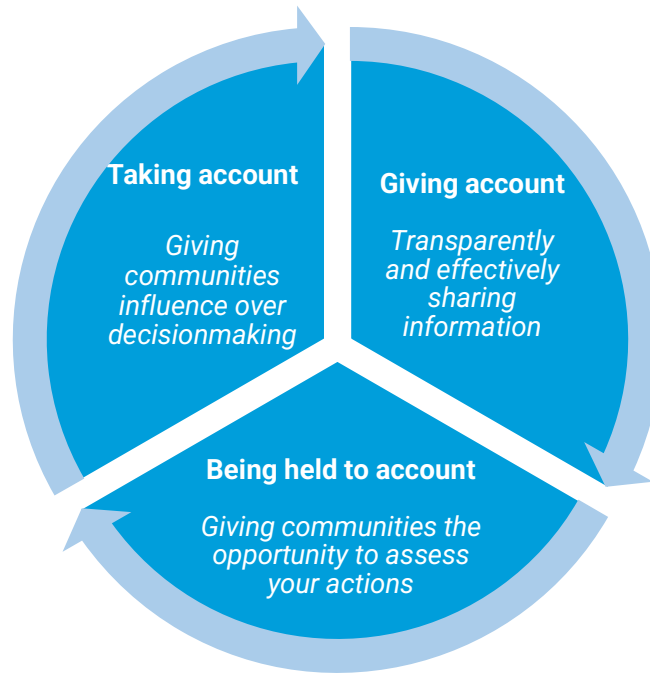 Taking account
Giving
communities
influence over
decisionmaking
Giving account
Transparently
and effectively
sharing
information
Being held to account
Giving communities the
opportunity to assess
your actions